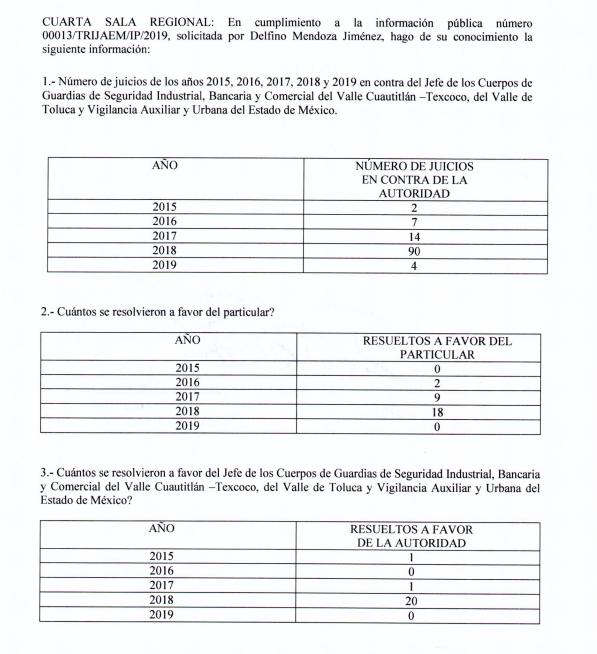 CUARTA SALA REGIONAL: En cumplimiento a la información pública número
00013/TRIJAEM/IP/2019, solicitada por Delfino Mendoza Jiménez, hago de su conocimiento la
siguiente información:
1.- Número de juicios de los años 2015, 2016, 2017, 2018 y 2019 en contra del Jefe de los Cuerpos de
Guardias de Seguridad Industrial, Bancaria y Comercial del Valle Cuautitlán –Texcoco, del Valle de
Toluca y Vigilancia Auxiliar y Urbana del Estado de México.
AÑO NÚMERO DE JUICIOS
EN CONTRA DE LA
AUTORIDAD
2015 2
2016 7
2017 14
2018 90
2019 4
2.- Cuántos se resolvieron a favor del particular?
AÑO RESUELTOS A FAVOR DEL
PARTICULAR
2015 0
2016 2
2017 9
2018 18
2019 0
3.- Cuántos se resolvieron a favor del Jefe de los Cuerpos de Guardias de Seguridad Industrial, Bancaria
y Comercial del Valle Cuautitlán –Texcoco, del Valle de Toluca y Vigilancia Auxiliar y Urbana del
Estado de México?
AÑO RESUELTOS A FAVOR
DE LA AUTORIDAD
2015 1
2016 0
2017 1
2018 20
2019 0